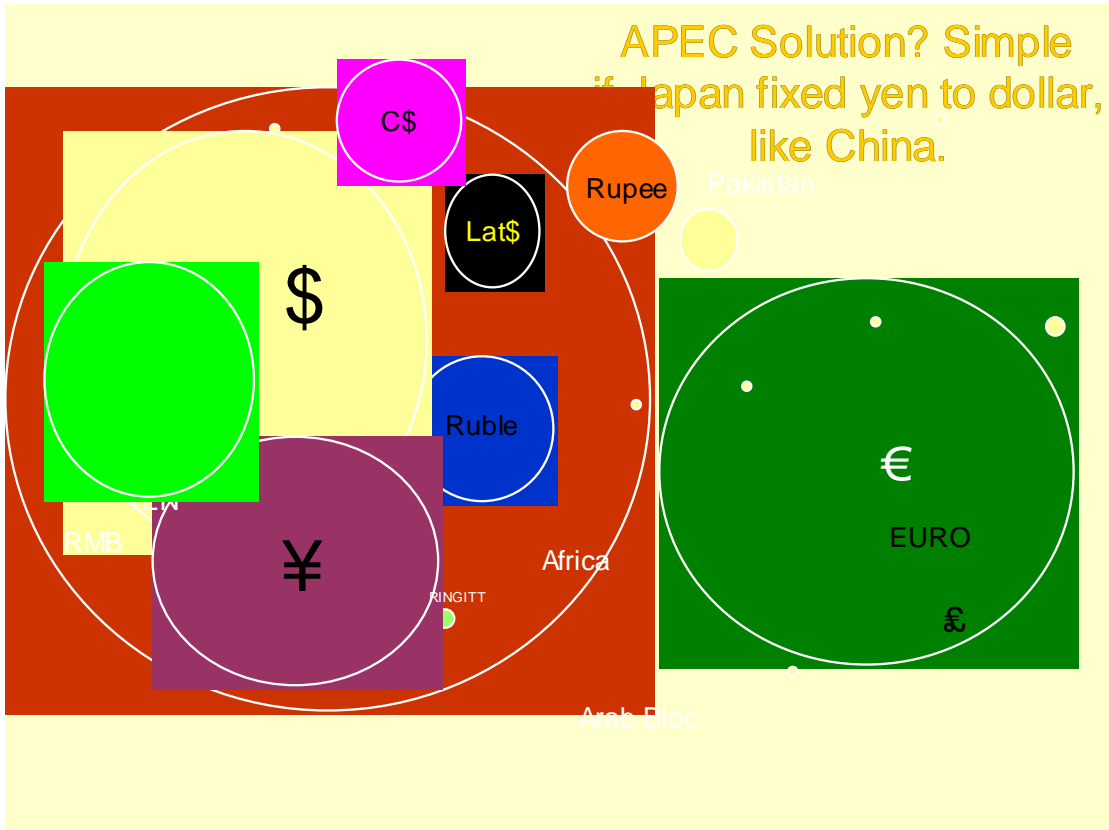 APEC Solution? Simple
if Japan fixed yen to dollar,
like China.
C$
Rupee
Pakistan
Lat$
$
Ruble
€
YEN
RMB
EURO
¥
Africa
RINGITT
₤
Arab Bloc